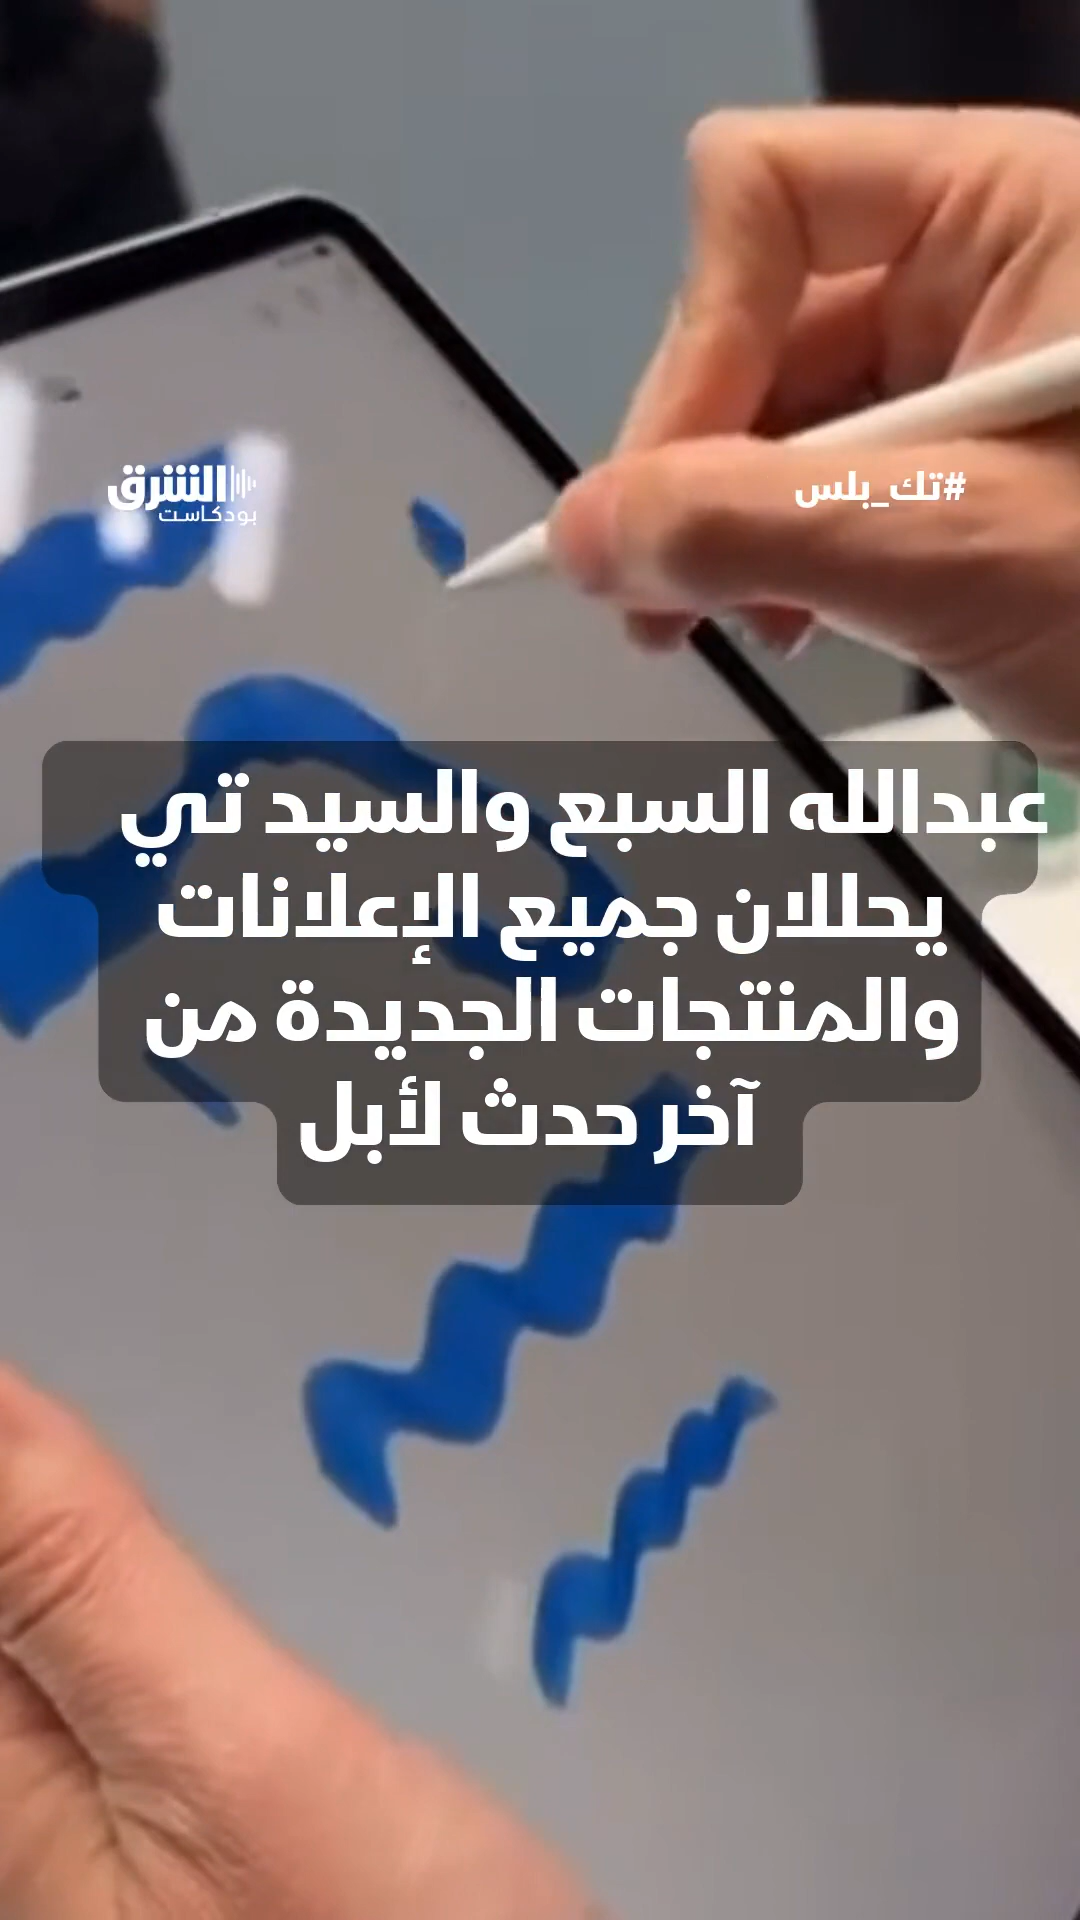 #تك_بلس
الشرق
بودكاست
عبدالله السبع والسيد تي
يحللان جميع الإعلانات
والمنتجات الجديدة من
آخر حدث لأبل